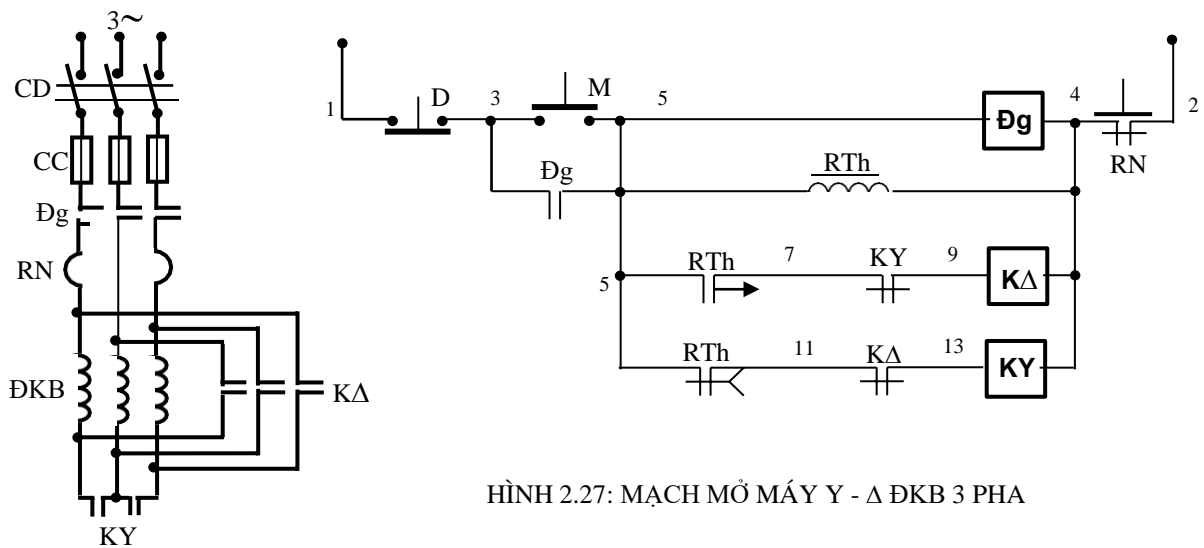 3~
CD
CC
Đg
RN
ĐKB
KΔ
KY
1
D
3
M
5
Đg
4
2
RN
Đg
RTh
5
RTh
7
KY
9
KΔ
RTh
11
KΔ
13
KY
HÌNH 2.27: MẠCH MỞ MÁY Y - Δ ĐKB 3 PHA